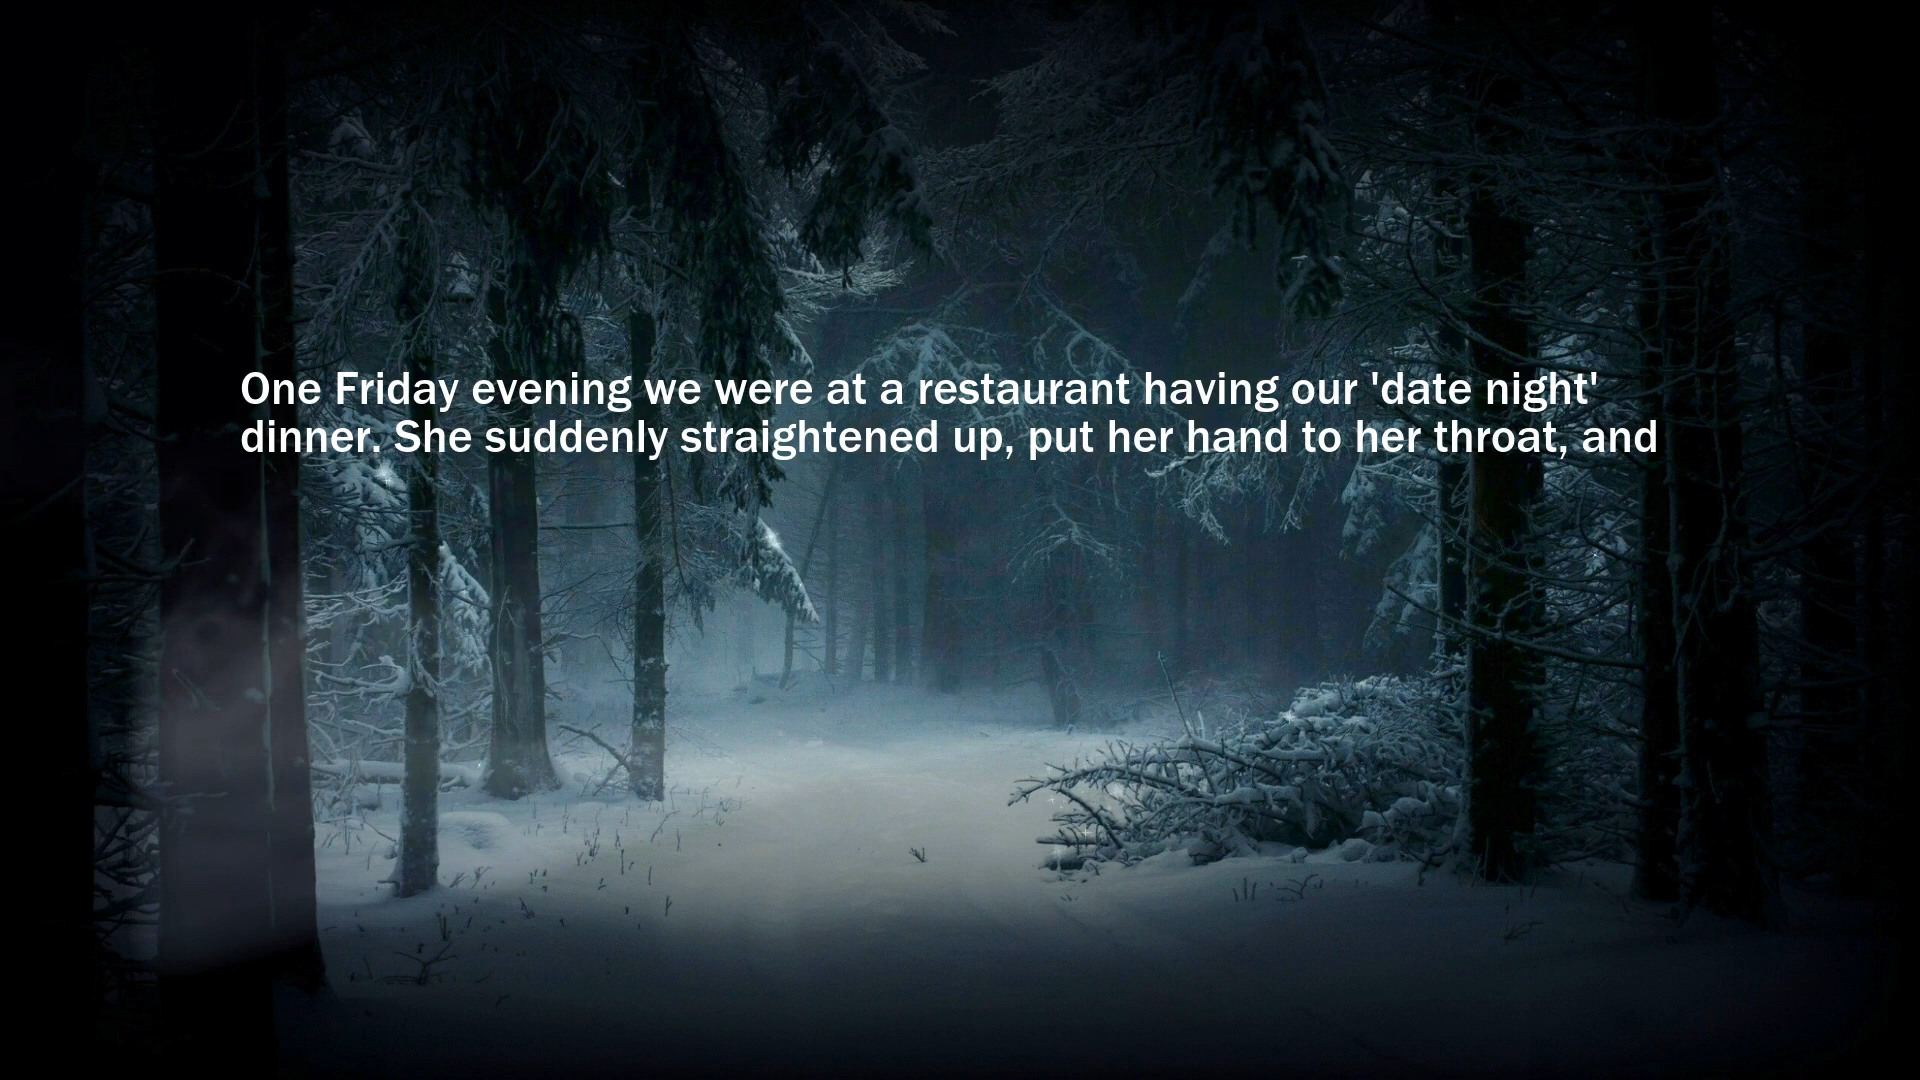 One Friday evening we were at a restaurant having our 'date night'
dinner. She suddenly straightened up, put her hand to her throat, and